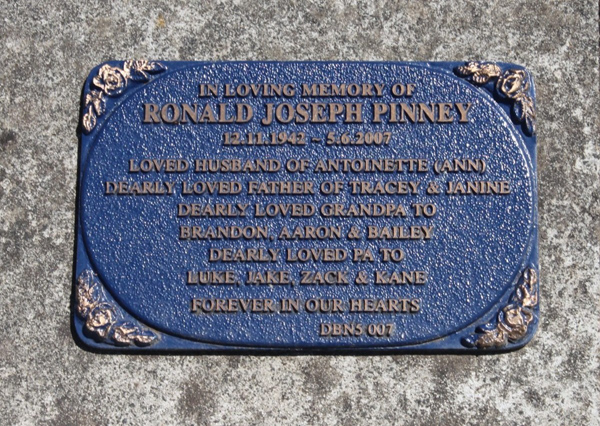 IN LOVING MEMORY OF
RONALD JOSEPH PINNEY
12.11.1942 - 5.6.2007
LOVED HUSBAND OF ANTOINETTE (ANN)
DEARLY LOVED FATHER OF TRACEY & JANINE
DEARLY LOVED GRANDPA TO
BRANDON, AARON & BAILEY
DEARLY LOVED PA TO
LUKE, JAKE, ZACK & KANE
FOREVER IN OUR HEARTS
DBN5 007